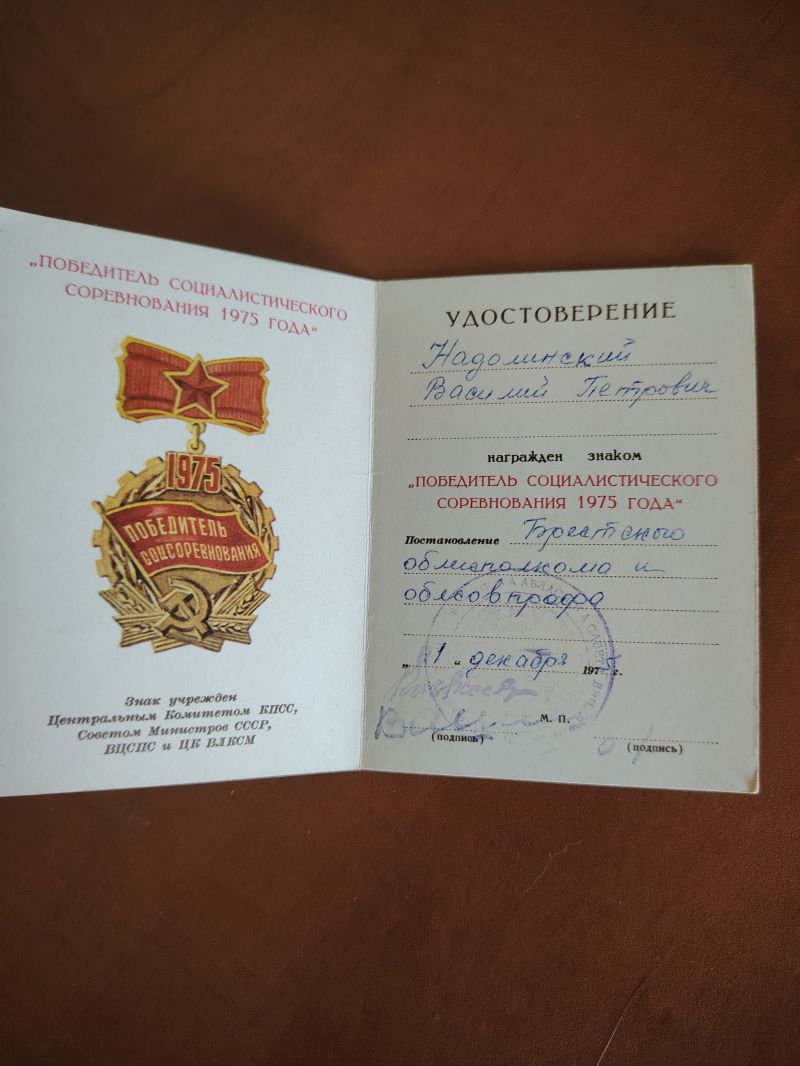 „ПОБЕДИТЕЛЬ СОЦИАЛИСТИЧЕСКОГО
СОРЕВНОВАНИЯ 1975 ГОДА“
1975
ПОБЕДИТЕЛЬ
СОЦСОРЕВНОВАНИЯ
Знак учрежден
Центральным Комитетом КПСС,
Советом Министров СССР,
ВЦСПС и ЦК ВЛКСМ
УДОСТОВЕРЕНИЕ
Надолинский
Василий Петрович
награжден знаком
„ПОБЕДИТЕЛЬ СОЦИАЛИСТИЧЕСКОГО
СОРЕВНОВАНИЯ 1975 ГОДА“
Постановление Брестского
облисполкома и
облсовпрофа
декабря 197 г.
М. П.
(подпись) (подпись)